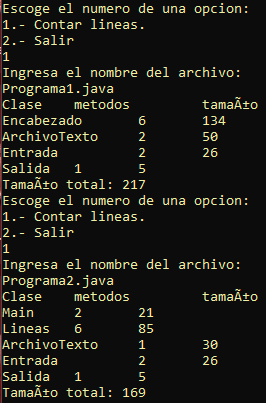 Escoge el numero de una opcion:
1.- Contar lineas.
2.- Salir
1
Ingresa el nombre del archivo:
Programa1.java
Clase    metodos         tamaÃ±o
Encabezado       6       134
ArchivoTexto     2       50
Entrada          2       26
Salida   1       5
TamaÃ±o total: 217
Escoge el numero de una opcion:
1.- Contar lineas.
2.- Salir
1
Ingresa el nombre del archivo:
Programa2.java
Clase    metodos         tamaÃ±o
Main     2       21
Lineas   6       85
ArchivoTexto     1       30
Entrada          2       26
Salida   1       5
TamaÃ±o total: 169